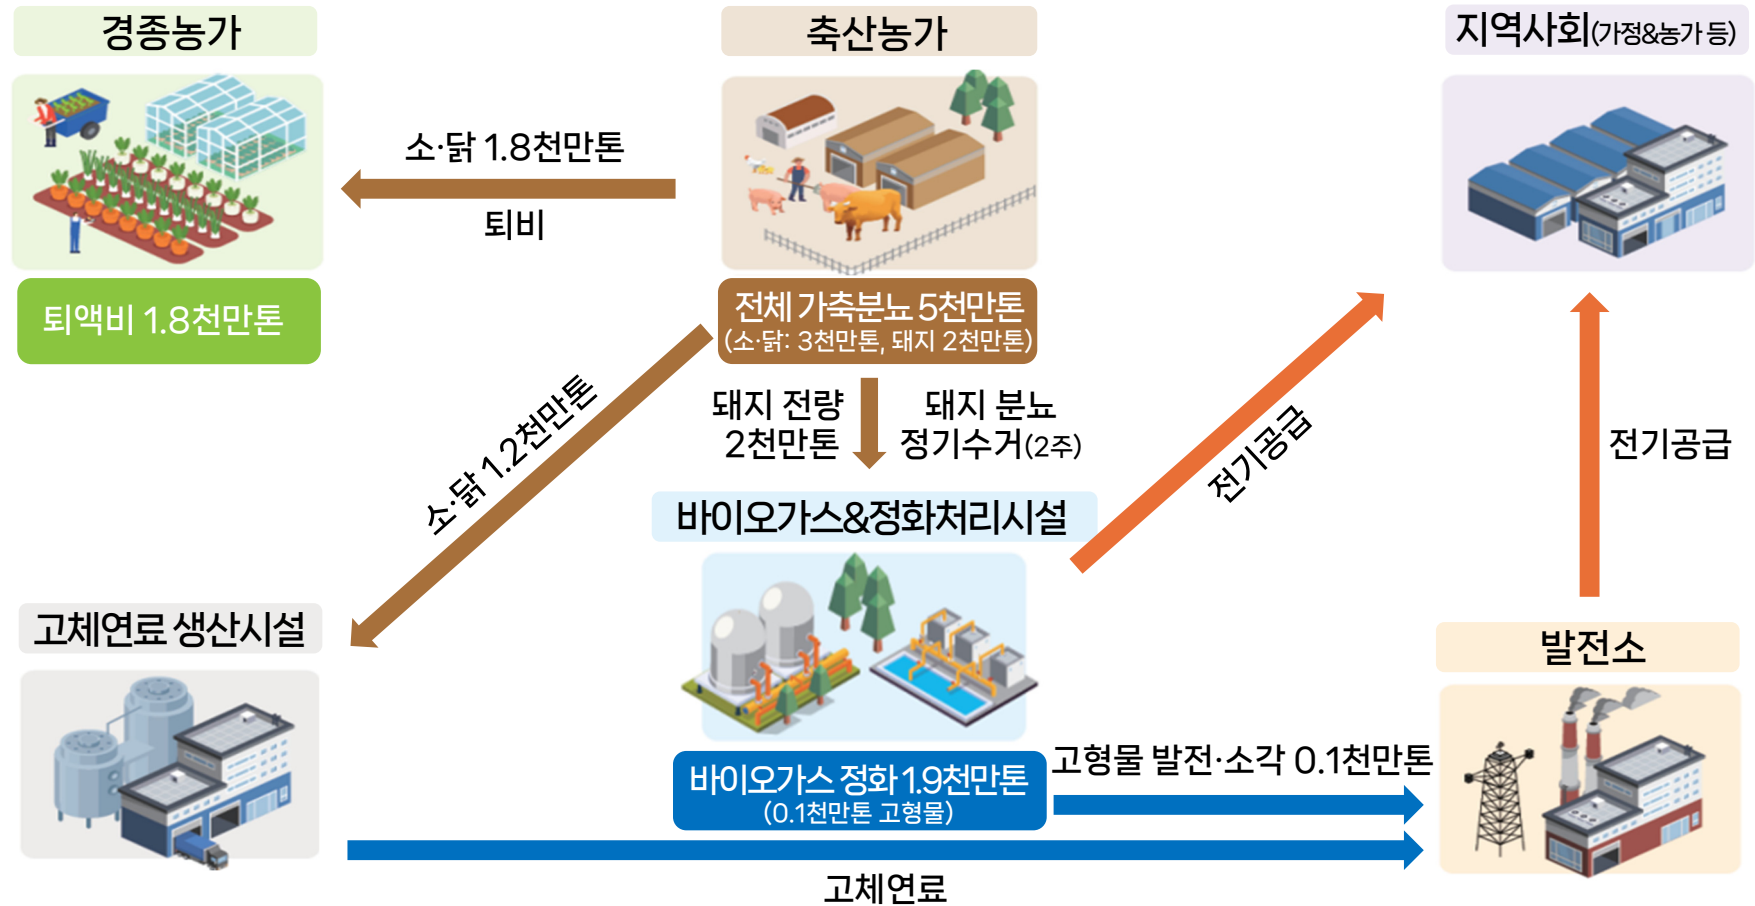 경종농가
축산농가
지역사회(가정&농가 등)
소·닭 1.8천만톤
퇴비
퇴액비 1.8천만톤
전체 가축분뇨 5천만톤
(소·닭: 3천만톤, 돼지 2천만톤)
소·닭 1.2천만톤
돼지 전량
2천만톤
돼지 분뇨
정기수거(2주)
전기공급
전기공급
바이오가스&정화처리시설
고체연료 생산시설
발전소
바이오가스 정화 1.9천만톤
(0.1천만톤 고형물)
고형물 발전·소각 0.1천만톤
고체연료